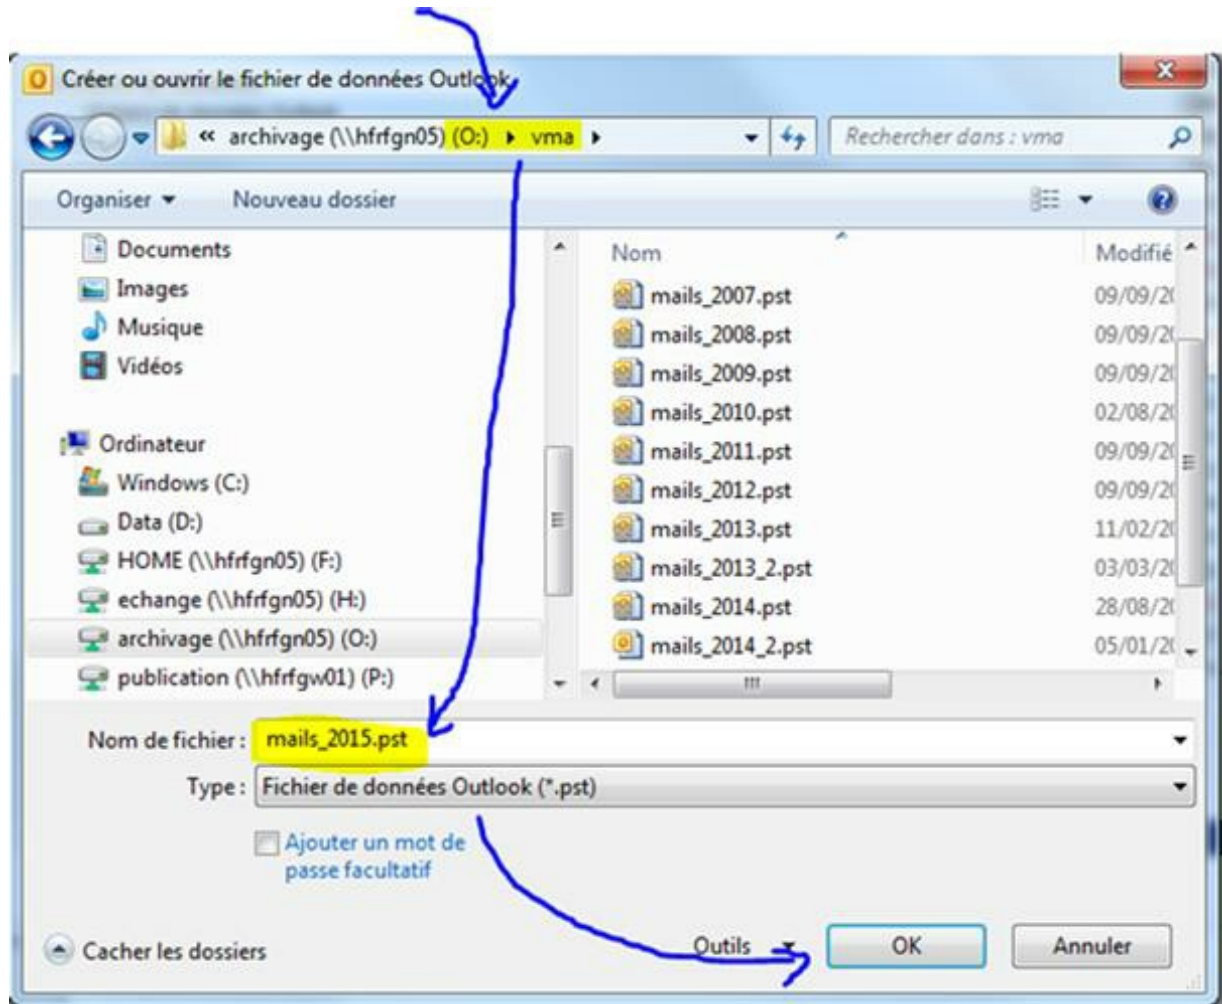 Créer ou ouvrir le fichier de données Outlook
« archivage (\\hfrfgn05) (O:) ▸ vma ▸
Rechercher dans : vma
Organiser
Nouveau dossier
Documents
Images
Musique
Vidéos
Ordinateur
Windows (C:)
Data (D:)
HOME (\\hfrfgn05) (F:)
echange (\\hfrfgn05) (H:)
archivage (\\hfrfgn05) (O:)
publication (\\hfrfgw01) (P:)
Nom Modifié
mails_2007.pst 09/09/20
mails_2008.pst 09/09/20
mails_2009.pst 09/09/20
mails_2010.pst 02/08/20
mails_2011.pst 09/09/20
mails_2012.pst 09/09/20
mails_2013.pst 11/02/20
mails_2013_2.pst 03/03/20
mails_2014.pst 28/08/20
mails_2014_2.pst 05/01/20
Nom de fichier : mails_2015.pst
Type : Fichier de données Outlook (*.pst)
Ajouter un mot de
passe facultatif
Cacher les dossiers
Outils
OK
Annuler